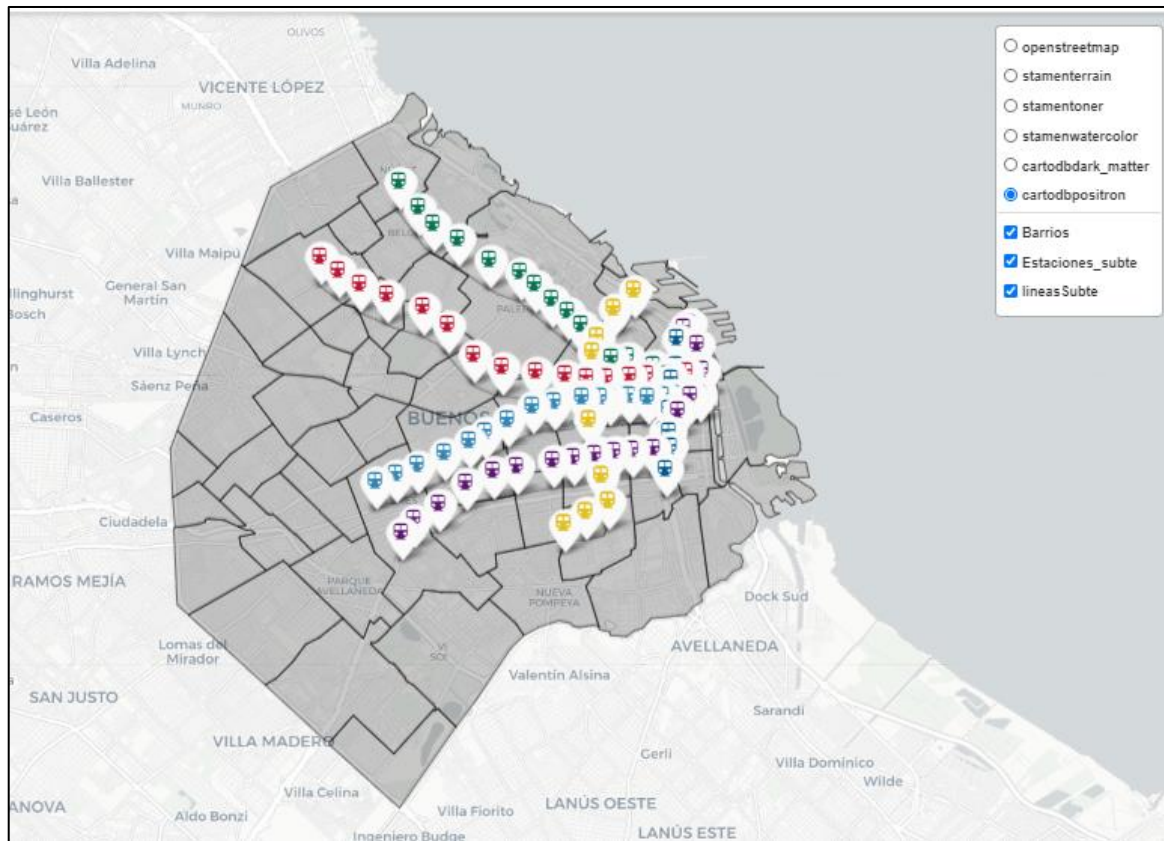 OLIVOS
Villa Adelina
VICENTE LÓPEZ
MUNRO
sé León
uárez
Villa Ballester
Villa Maipú
General San
Martín
llinghurst
Bosch
Villa Lynch
Sáenz Peña
Caseros
PALE
BUENOS
Ciudadela
RAMOS MEJÍA
PARQUE
AVELLANEDA
NUEVA
POMPEYA
Dock Sud
Lomas del
Mirador
AVELLANEDA
VI
SOL
Valentín Alsina
SAN JUSTO
Sarandí
VILLA MADERO
Gerli
Villa Domínico
Wilde
Villa Celina
ANOVA
Aldo Bonzi
Villa Fiorito
LANÚS OESTE
Ingeniero Budge
LANÚS ESTE
openstreetmap
stamenterrain
stamentoner
stamenwatercolor
cartodbdark_matter
cartodbpositron
Barrios
Estaciones_subte
lineasSubte